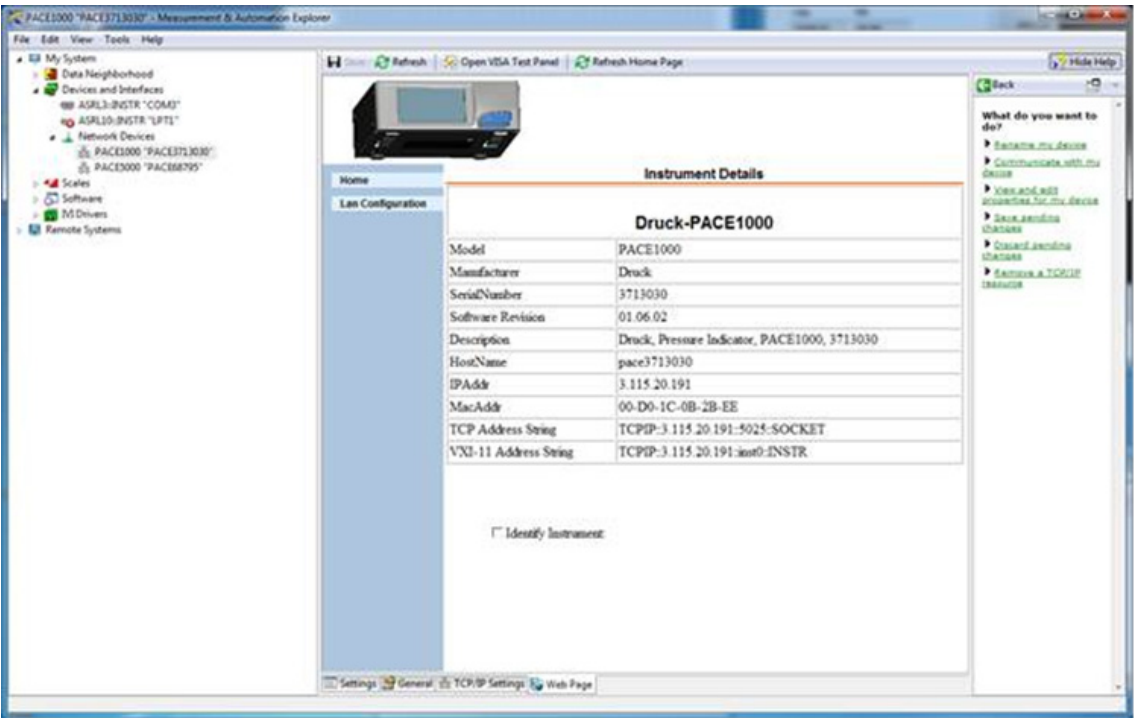 PACE1000 "PACE3713030" - Measurement & Automation Explorer
File Edit View Tools Help
My System
Data Neighborhood
Devices and Interfaces
ASRL3::INSTR "COM3"
ASRL10::INSTR "LPT1"
Network Devices
PACE1000 "PACE3713030"
PACE5000 "PACE68795"
Scales
Software
IVI Drivers
Remote Systems
Save Refresh Open VISA Test Panel Refresh Home Page Hide Help
Home
Lan Configuration
Instrument Details
Druck-PACE1000
Model PACE1000
Manufacturer Druck
SerialNumber 3713030
Software Revision 01.06.02
Description Druck, Pressure Indicator, PACE1000, 3713030
HostName pace3713030
IPAddr 3.115.20.191
MacAddr 00-D0-1C-0B-2B-EE
TCP Address String TCPIP::3.115.20.191::5025::SOCKET
VXI-11 Address String TCPIP::3.115.20.191::inst0::INSTR
Identify Instrument:
Settings General TCP/IP Settings Web Page
Back
What do you want to
do?
Rename my device
Communicate with my
device
View and edit
properties for my device
Save pending
changes
Discard pending
changes
Remove a TCP/IP
resource